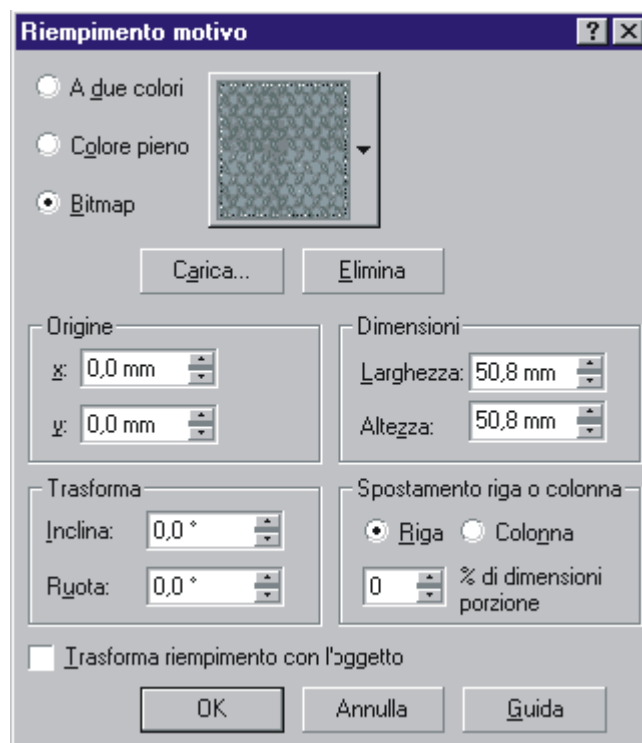 Riempimento motivo
A due colori
Colore pieno
Bitmap
Carica...
Elimina
Origine
x: 0,0 mm
y: 0,0 mm
Dimensioni
Larghezza: 50,8 mm
Altezza: 50,8 mm
Trasforma
Inclina: 0,0 °
Ruota: 0,0 °
Spostamento riga o colonna
Riga Colonna
0 % di dimensioni
porzione
Trasforma riempimento con l'oggetto
OK Annulla Guida